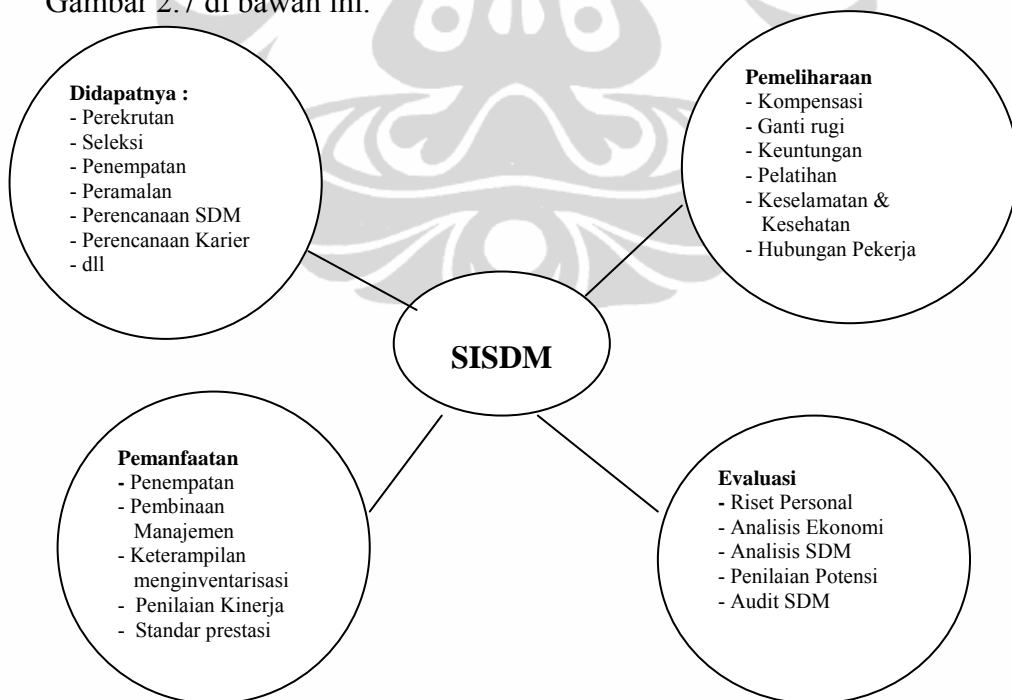 Gambar 2.7 di bawah ini.
Didapatnya :
- Perekrutan
- Seleksi
- Penempatan
- Peramalan
- Perencanaan SDM
- Perencanaan Karier
- dll
Pemeliharaan
- Kompensasi
- Ganti rugi
- Keuntungan
- Pelatihan
- Keselamatan &
Kesehatan
- Hubungan Pekerja
SISDM
Pemanfaatan
- Penempatan
- Pembinaan
Manajemen
- Keterampilan
menginventarisasi
- Penilaian Kinerja
- Standar prestasi
Evaluasi
- Riset Personal
- Analisis Ekonomi
- Analisis SDM
- Penilaian Potensi
- Audit SDM